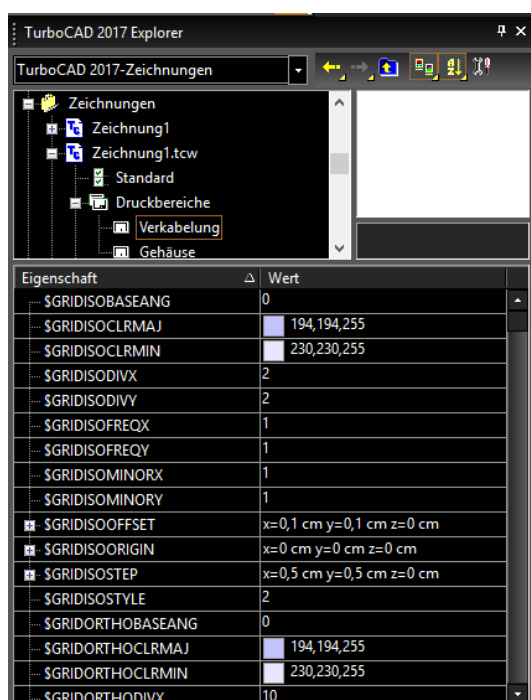 TurboCAD 2017 Explorer
TurboCAD 2017-Zeichnungen
Zeichnungen
Zeichnung1
Zeichnung1.tcw
Standard
Druckbereiche
Verkabelung
Gehäuse
Eigenschaft Wert
$GRIDISOBASEANG 0
$GRIDISOCLRMAJ 194,194,255
$GRIDISOCLRMIN 230,230,255
$GRIDISODIVX 2
$GRIDISODIVY 2
$GRIDISOFREQX 1
$GRIDISOFREQY 1
$GRIDISOMINORX 1
$GRIDISOMINORY 1
$GRIDISOOFFSET x=0,1 cm y=0,1 cm z=0 cm
$GRIDISOORIGIN x=0 cm y=0 cm z=0 cm
$GRIDISOSTEP x=0,5 cm y=0,5 cm z=0 cm
$GRIDISOSTYLE 2
$GRIDORTHOBASEANG 0
$GRIDORTHOCLRMAJ 194,194,255
$GRIDORTHOCLRMIN 230,230,255
$GRIDORTHODIVX 10